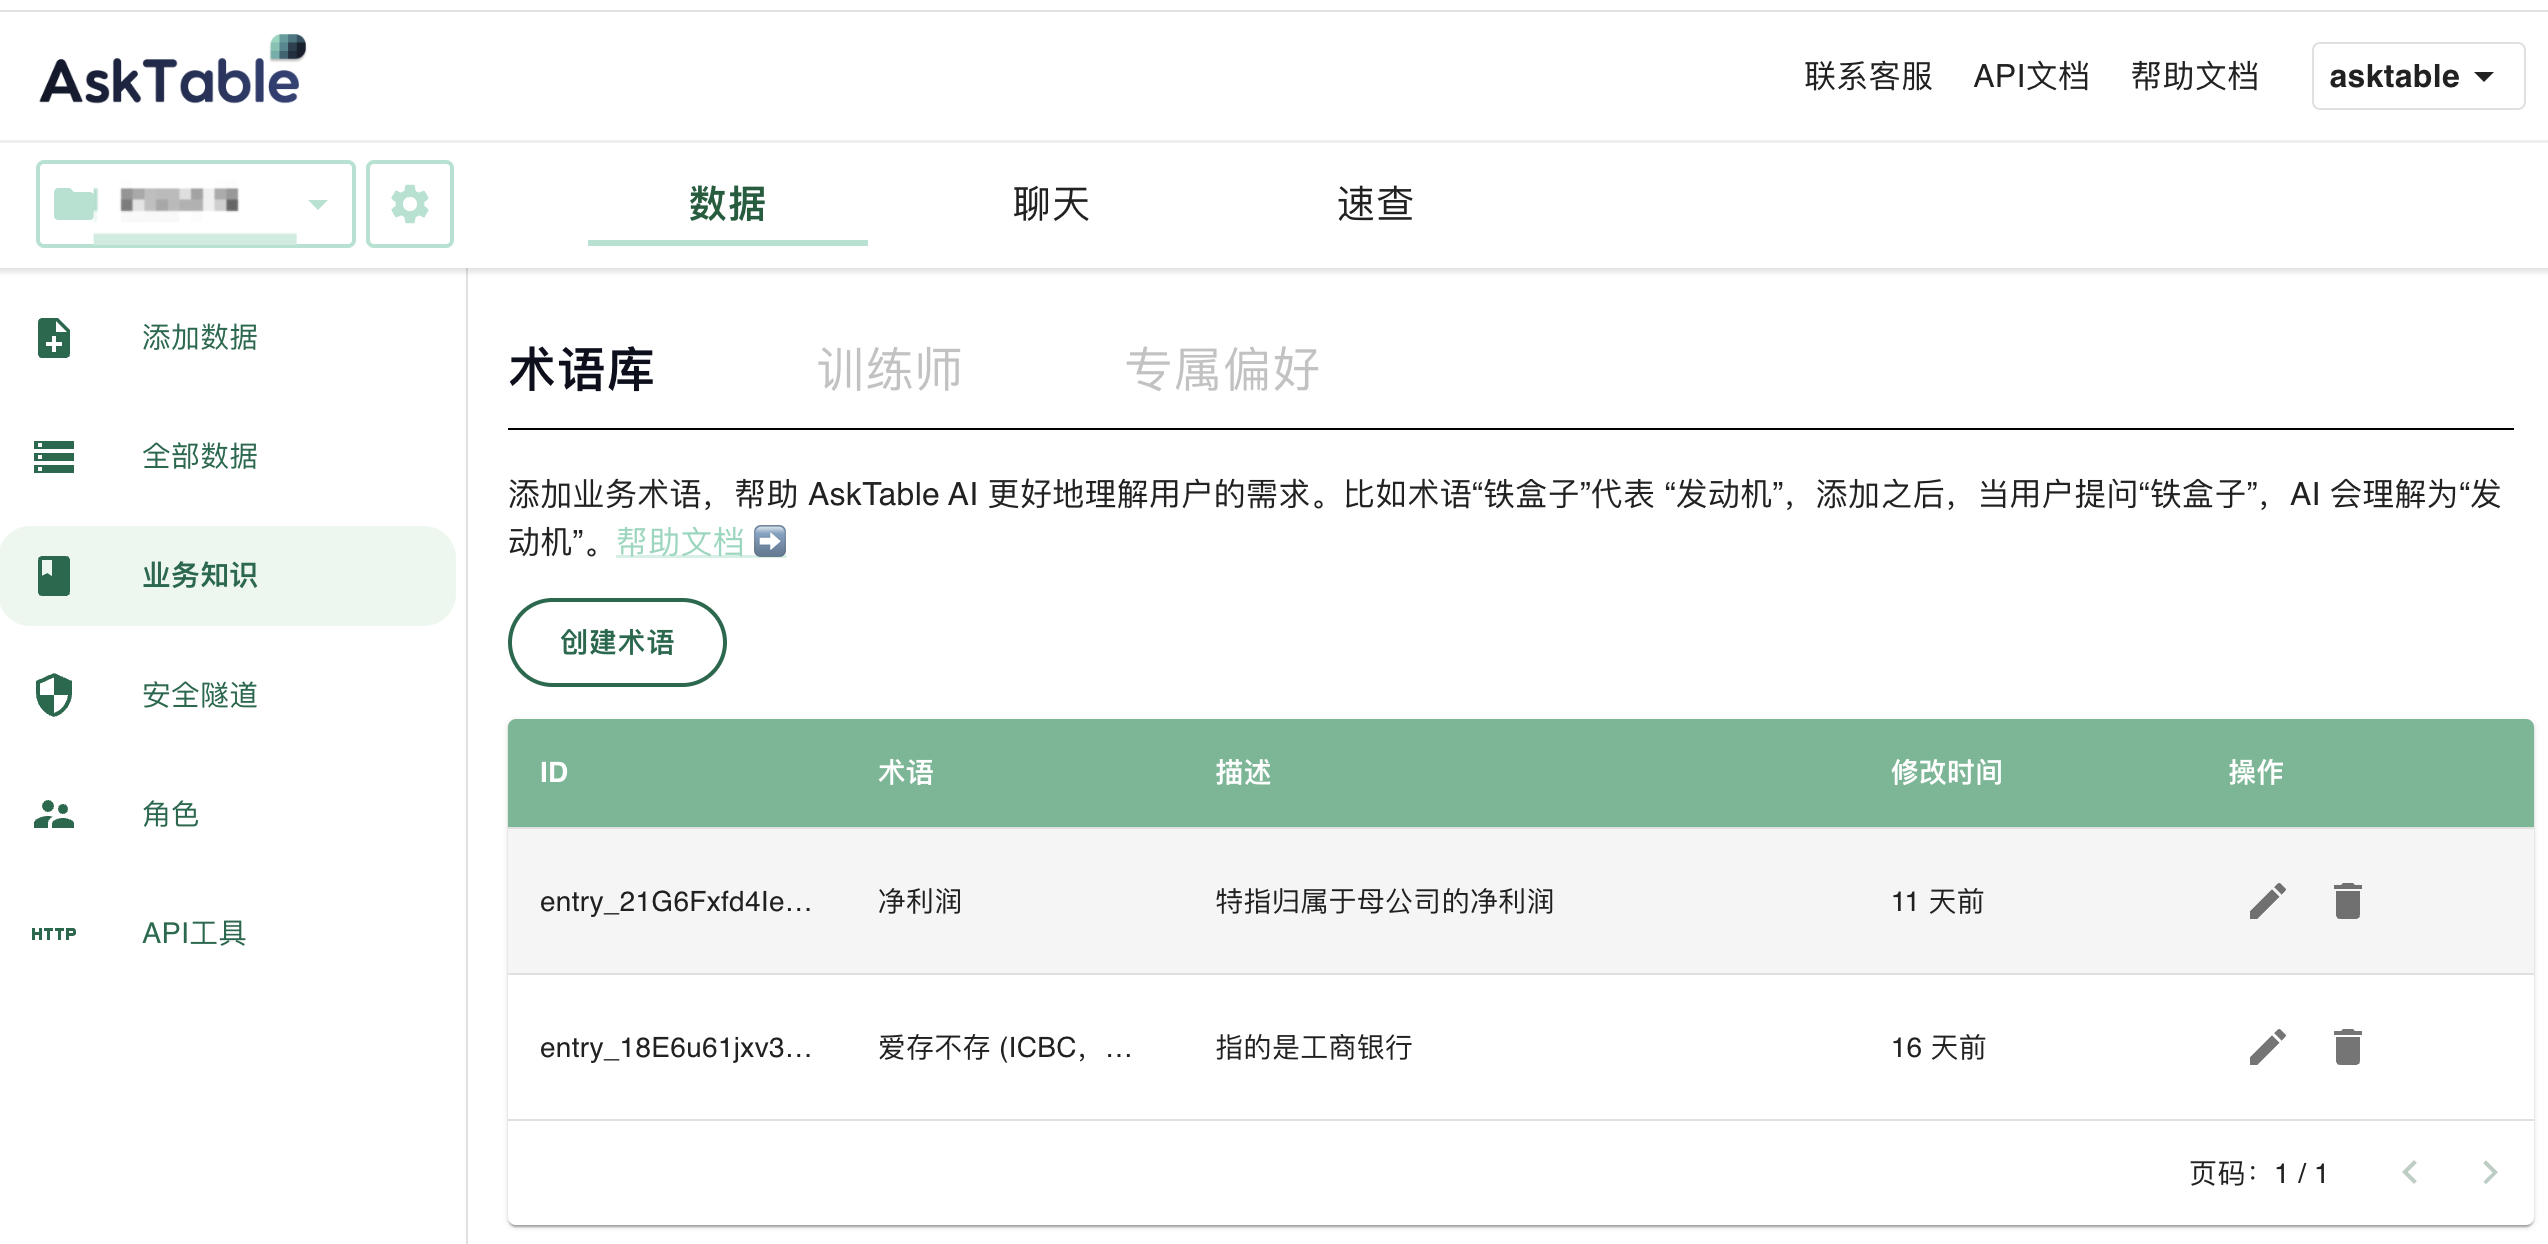 AskTable
联系客服 API文档 帮助文档 asktable
数据 聊天 速查
添加数据
全部数据
业务知识
安全隧道
角色
HTTP API工具
术语库 训练师 专属偏好
添加业务术语，帮助 AskTable AI 更好地理解用户的需求。比如术语“铁盒子”代表 “发动机”，添加之后，当用户提问“铁盒子”，AI 会理解为“发
动机”。帮助文档
创建术语
ID 术语 描述 修改时间 操作
entry_21G6Fxfd4Ie... 净利润 特指归属于母公司的净利润 11 天前
entry_18E6u61jxv3... 爱存不存 (ICBC，... 指的是工商银行 16 天前
页码：1 / 1